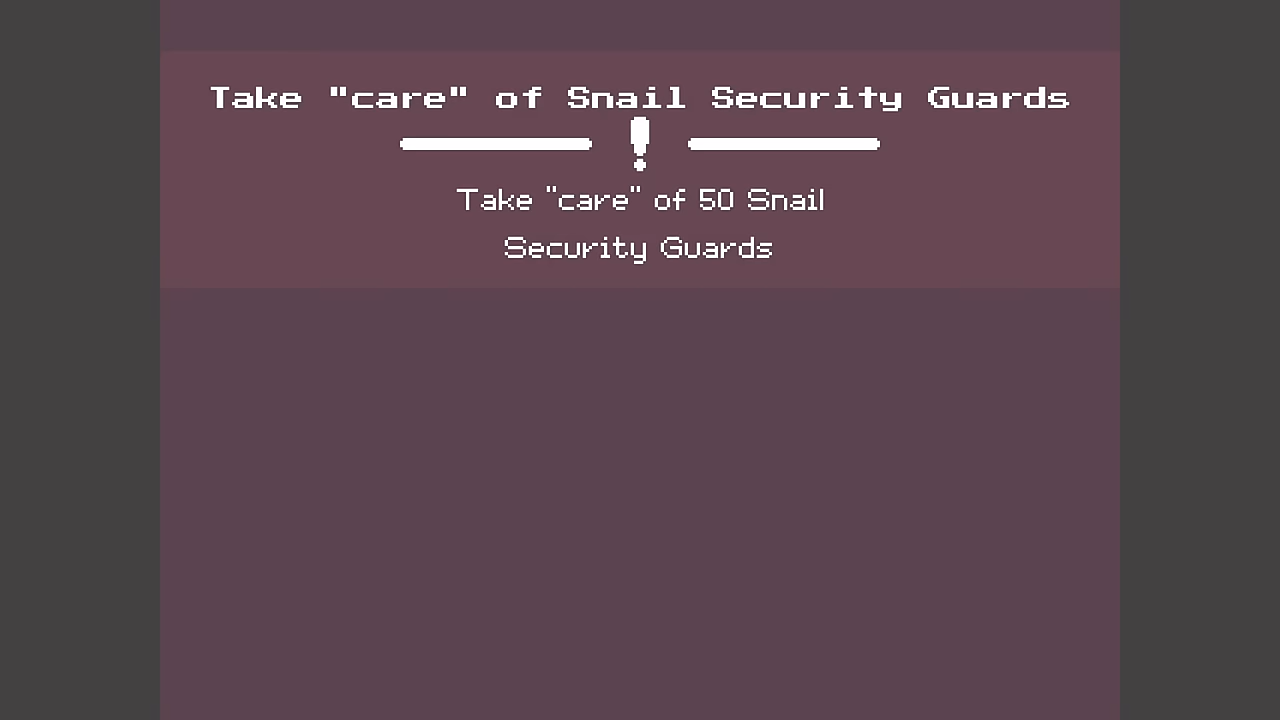 Take "care" of Snail Security Guards
Take "care" of 50 Snail
Security Guards